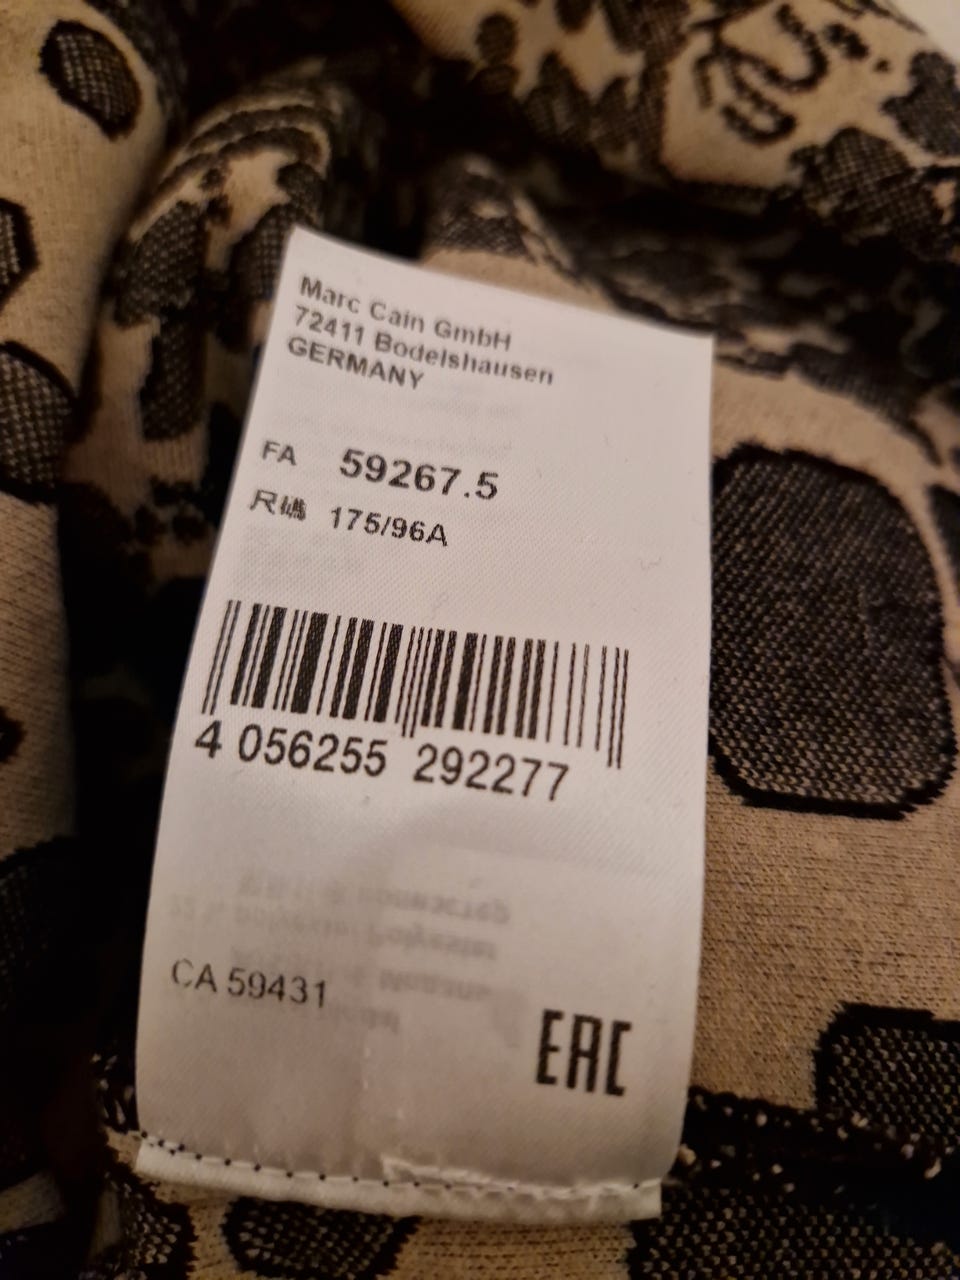 Marc Cain GmbH
72411 Bodelshausen
GERMANY
FA 59267.5
尺碼 175/96A
4 056255 292277
CA 59431
EAC